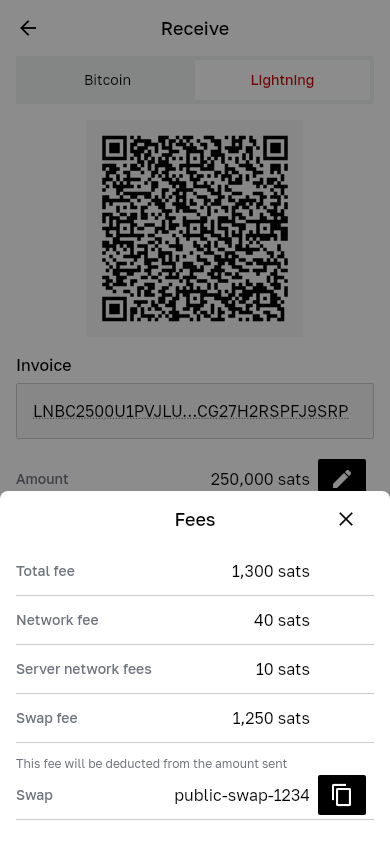 Receive
Bitcoin
Lightning
Invoice
LNBC2500U1PVJLU...CG27H2RSPFJ9SRP
Amount 250,000 sats
Fees
Total fee 1,300 sats
Network fee 40 sats
Server network fees 10 sats
Swap fee 1,250 sats
This fee will be deducted from the amount sent
Swap public-swap-1234